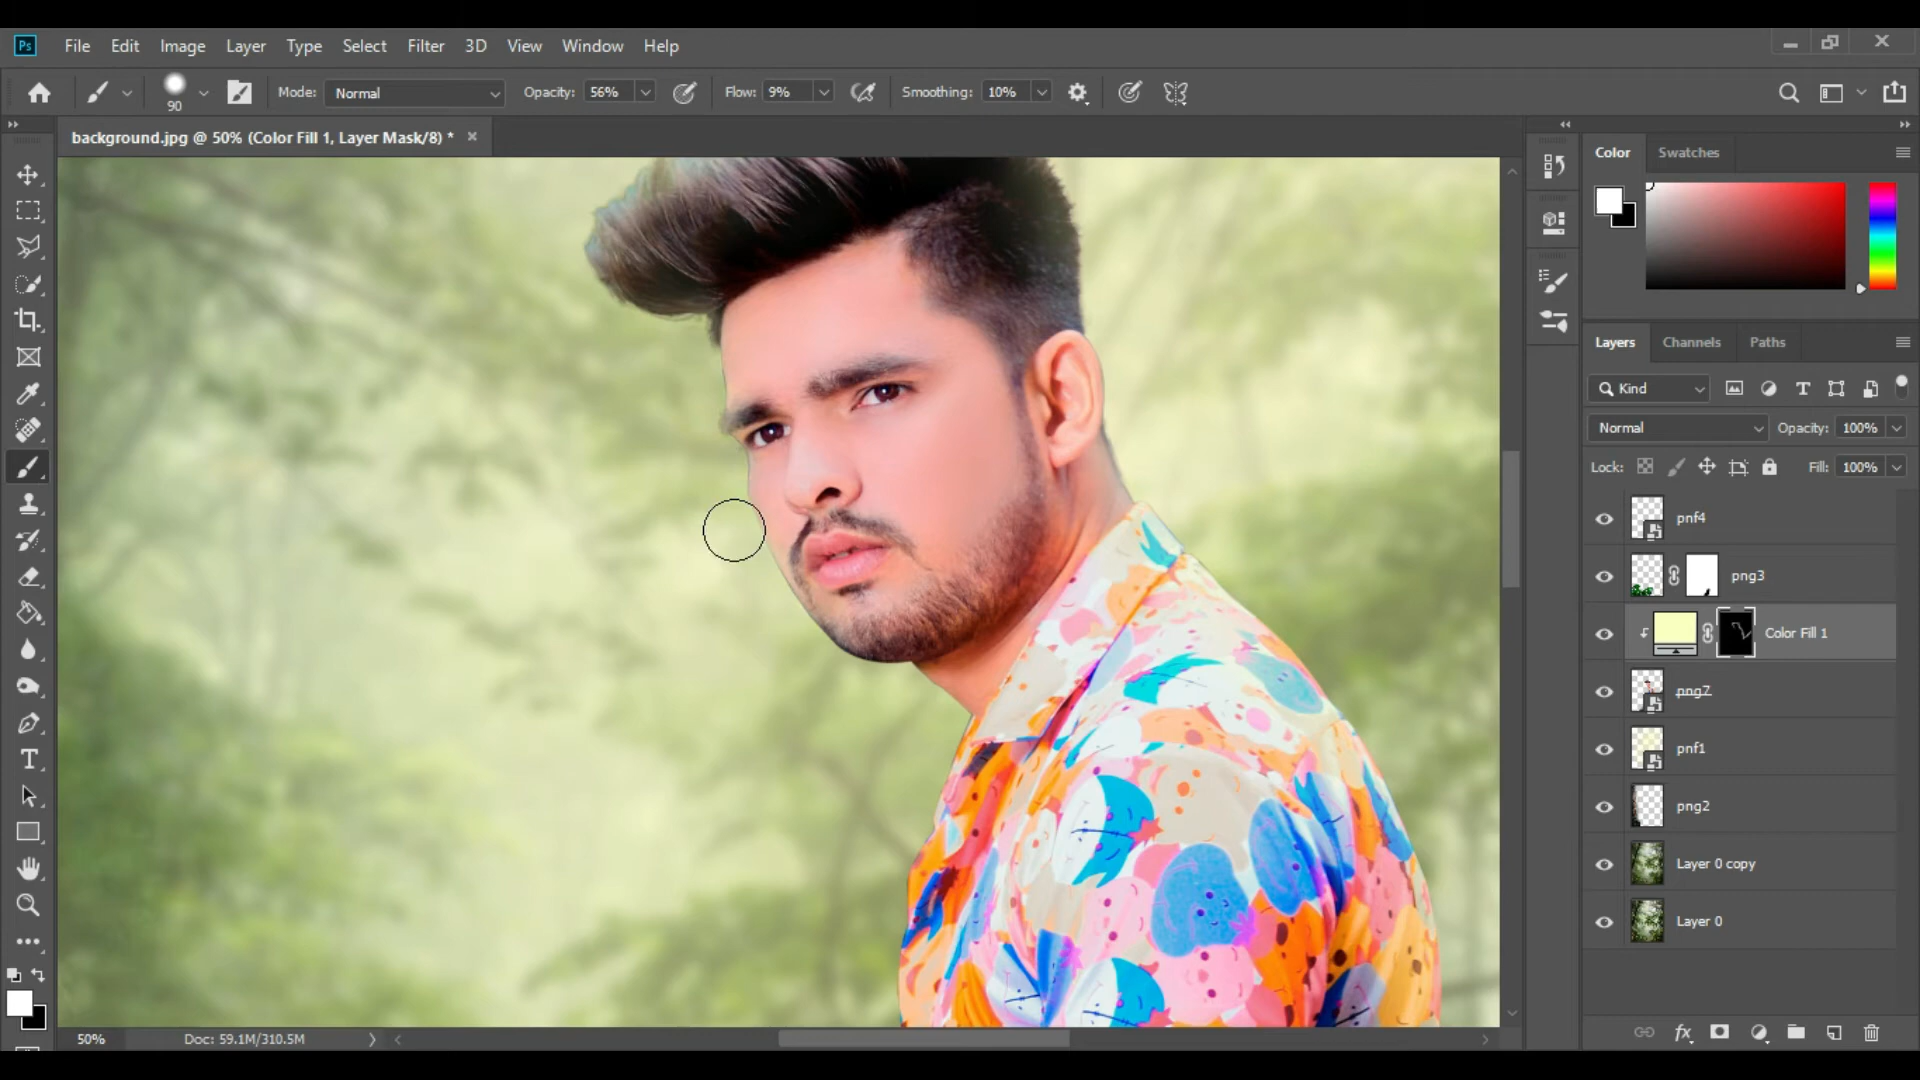 Ps File Edit Image Layer Type Select Filter 3D View Window Help
90 Mode: Normal Opacity: 56% Flow: 9% Smoothing: 10%
background.jpg @ 50% (Color Fill 1, Layer Mask/8) *
Color Swatches
Layers Channels Paths
Kind
Normal Opacity: 100%
Lock: Fill: 100%
pnf4
png3
Color Fill 1
png7
pnf1
png2
Layer 0 copy
Layer 0
50% Doc: 59.1M/310.5M